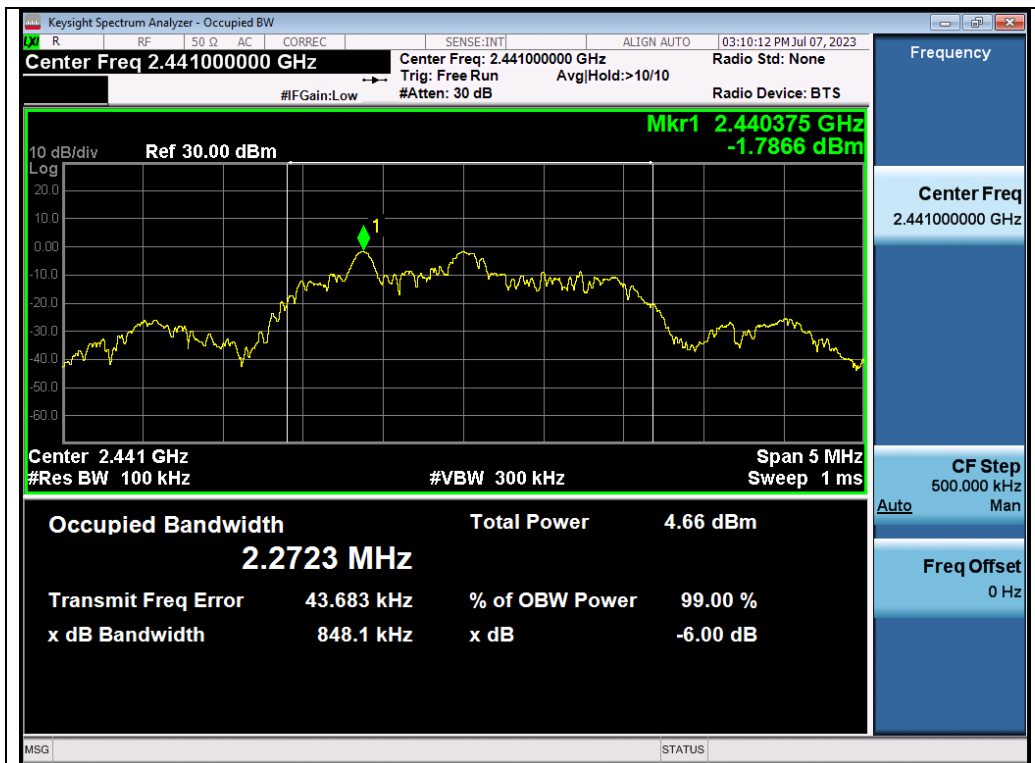 Keysight Spectrum Analyzer - Occupied BW
LXI R RF 50 Ω AC CORREC SENSE:INT ALIGN AUTO 03:10:12 PM Jul 07, 2023
Center Freq 2.441000000 GHz
Center Freq: 2.441000000 GHz
Radio Std: None
Trig: Free Run Avg|Hold:>10/10
#IFGain:Low
#Atten: 30 dB
Radio Device: BTS
Mkr1 2.440375 GHz
-1.7866 dBm
10 dB/div Ref 30.00 dBm
Log
20.0
10.0
0.00
-10.0
-20.0
-30.0
-40.0
-50.0
-60.0
1
Center 2.441 GHz Span 5 MHz
#Res BW 100 kHz #VBW 300 kHz Sweep 1 ms
Occupied Bandwidth Total Power 4.66 dBm
2.2723 MHz
Transmit Freq Error 43.683 kHz % of OBW Power 99.00 %
x dB Bandwidth 848.1 kHz x dB -6.00 dB
Frequency
Center Freq
2.441000000 GHz
CF Step
500.000 kHz
Auto Man
Freq Offset
0 Hz
MSG STATUS